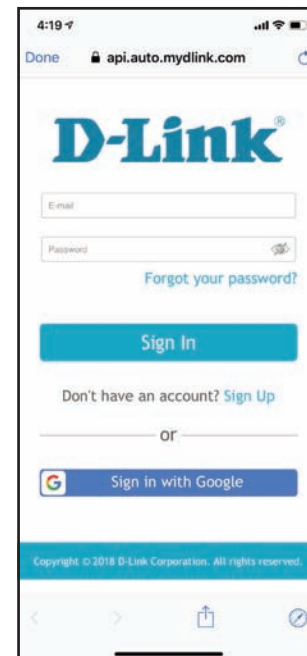 4:19
Done api.auto.mydlink.com
D-Link®
E-mail
Password
Forgot your password?
Sign In
Don't have an account? Sign Up
or
G Sign in with Google
Copyright © 2018 D-Link Corporation. All rights reserved.